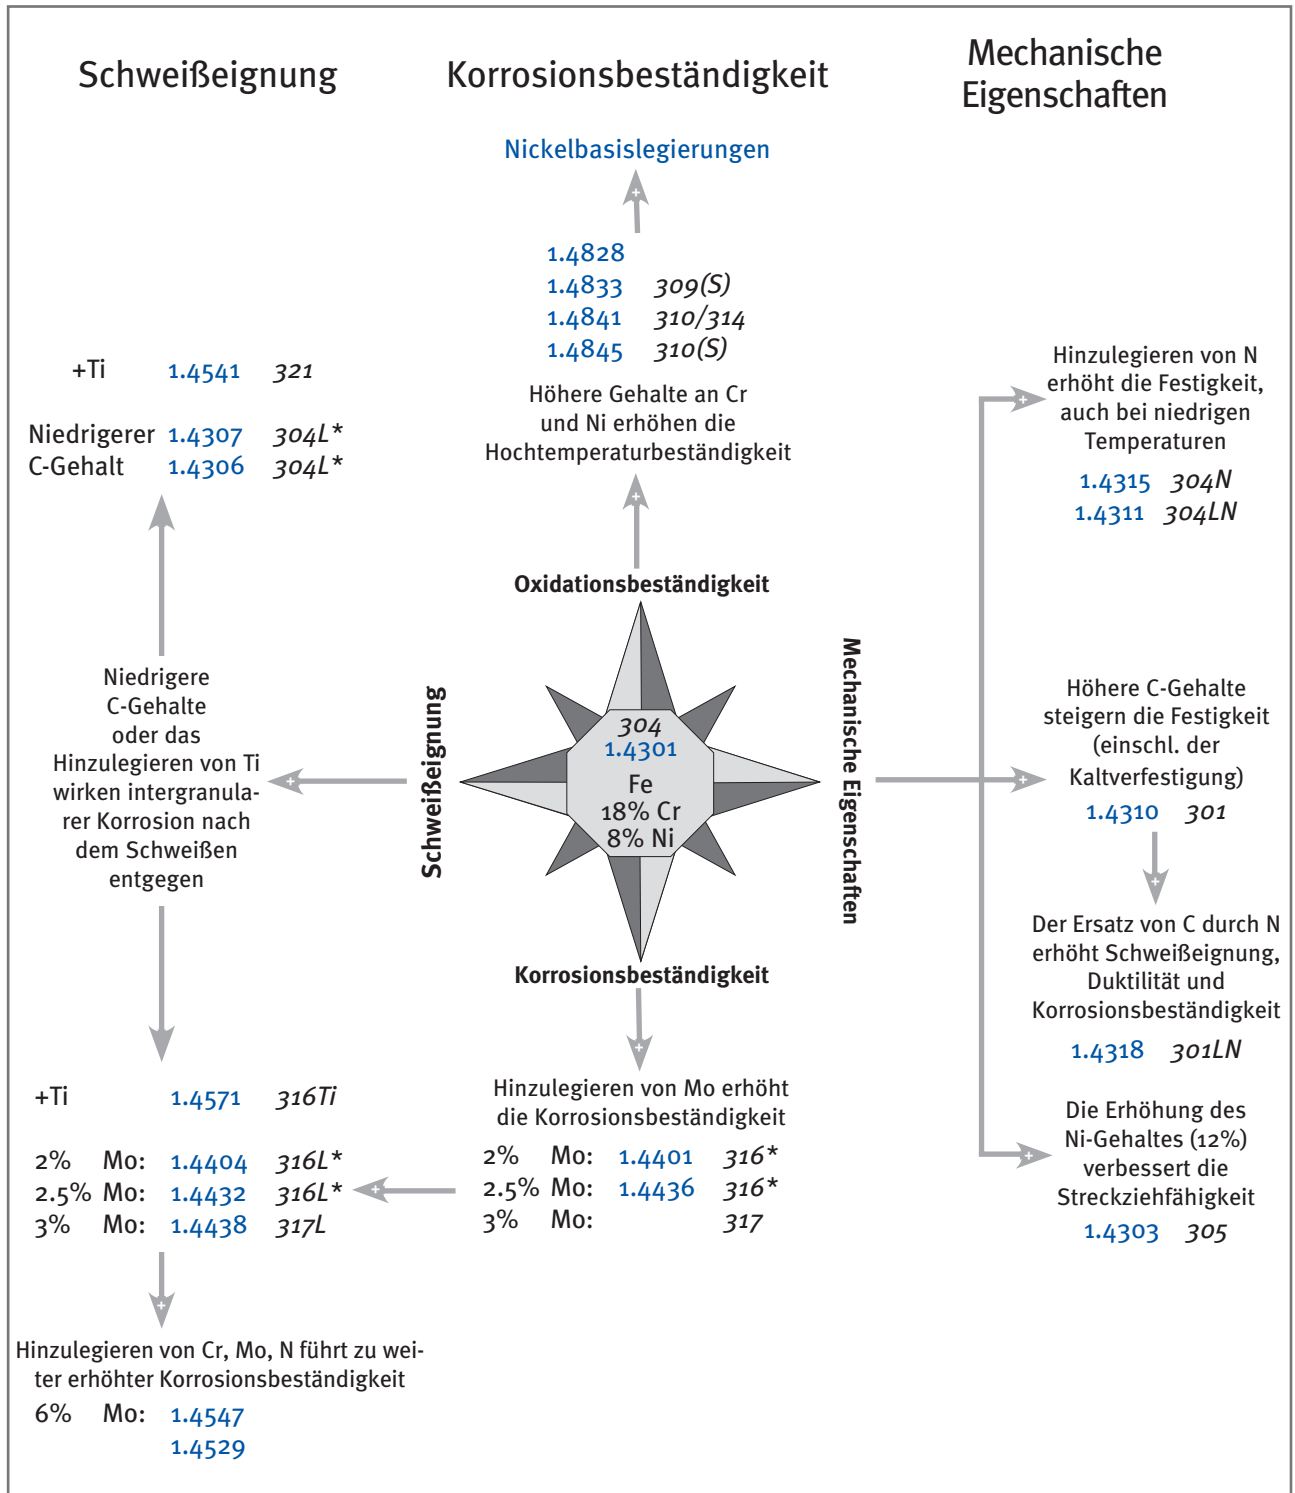 Schweißeignung
Korrosionsbeständigkeit
Mechanische
Eigenschaften
Nickelbasislegierungen
1.4828
1.4833 309(S)
1.4841 310/314
1.4845 310(S)
Höhere Gehalte an Cr
und Ni erhöhen die
Hochtemperaturbeständigkeit
+Ti 1.4541 321
Niedrigerer 1.4307 304L*
C-Gehalt 1.4306 304L*
Hinzulegieren von N
erhöht die Festigkeit,
auch bei niedrigen
Temperaturen
1.4315 304N
1.4311 304LN
Oxidationsbeständigkeit
Niedrigere
C-Gehalte
oder das
Hinzulegieren von Ti
wirken intergranula-
rer Korrosion nach
dem Schweißen
entgegen
Schweißeignung
304
1.4301
Fe
18% Cr
8% Ni
Mechanische Eigenschaften
Höhere C-Gehalte
steigern die Festigkeit
(einschl. der
Kaltverfestigung)
1.4310 301
Der Ersatz von C durch N
erhöht Schweißeignung,
Duktilität und
Korrosionsbeständigkeit
1.4318 301LN
Korrosionsbeständigkeit
Hinzulegieren von Mo erhöht
die Korrosionsbeständigkeit
2% Mo: 1.4401 316*
2.5% Mo: 1.4436 316*
3% Mo: 317
+Ti 1.4571 316Ti
2% Mo: 1.4404 316L*
2.5% Mo: 1.4432 316L*
3% Mo: 1.4438 317L
Die Erhöhung des
Ni-Gehaltes (12%)
verbessert die
Streckziehfähigkeit
1.4303 305
Hinzulegieren von Cr, Mo, N führt zu wei-
ter erhöhter Korrosionsbeständigkeit
6% Mo: 1.4547
1.4529